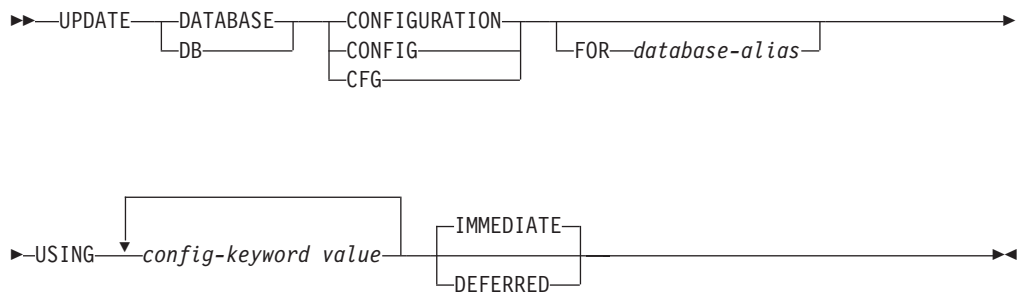 UPDATE DATABASE CONFIGURATION
DB CONFIG FOR database-alias
CFG
IMMEDIATE
USING config-keyword value
DEFERRED